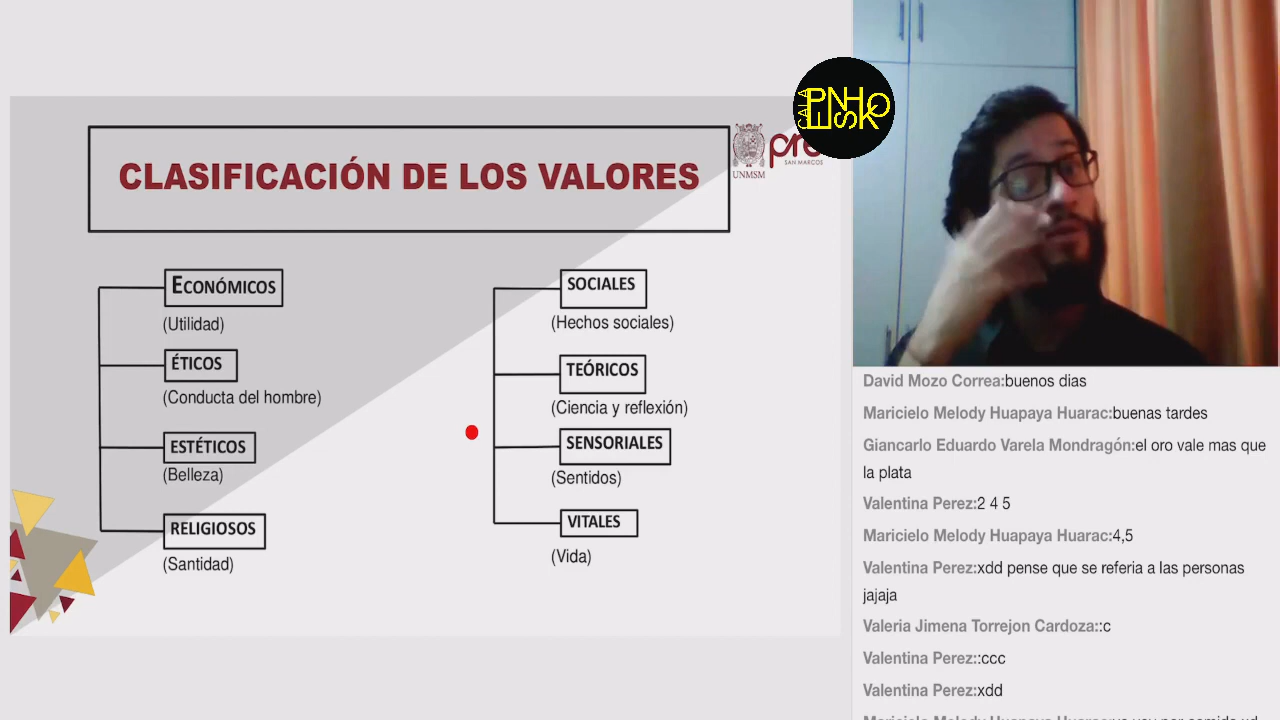 CLASIFICACIÓN DE LOS VALORES
UNMSM
SAN MARCOS
ECONÓMICOS
(Utilidad)
ÉTICOS
(Conducta del hombre)
ESTÉTICOS
(Belleza)
RELIGIOSOS
(Santidad)
SOCIALES
(Hechos sociales)
TEÓRICOS
(Ciencia y reflexión)
SENSORIALES
(Sentidos)
VITALES
(Vida)
David Mozo Correa:buenos dias
Maricielo Melody Huapaya Huarac:buenas tardes
Giancarlo Eduardo Varela Mondragón:el oro vale mas que
la plata
Valentina Perez:2 4 5
Maricielo Melody Huapaya Huarac:4,5
Valentina Perez:xdd pense que se referia a las personas
jajaja
Valeria Jimena Torrejon Cardoza::c
Valentina Perez::ccc
Valentina Perez:xdd